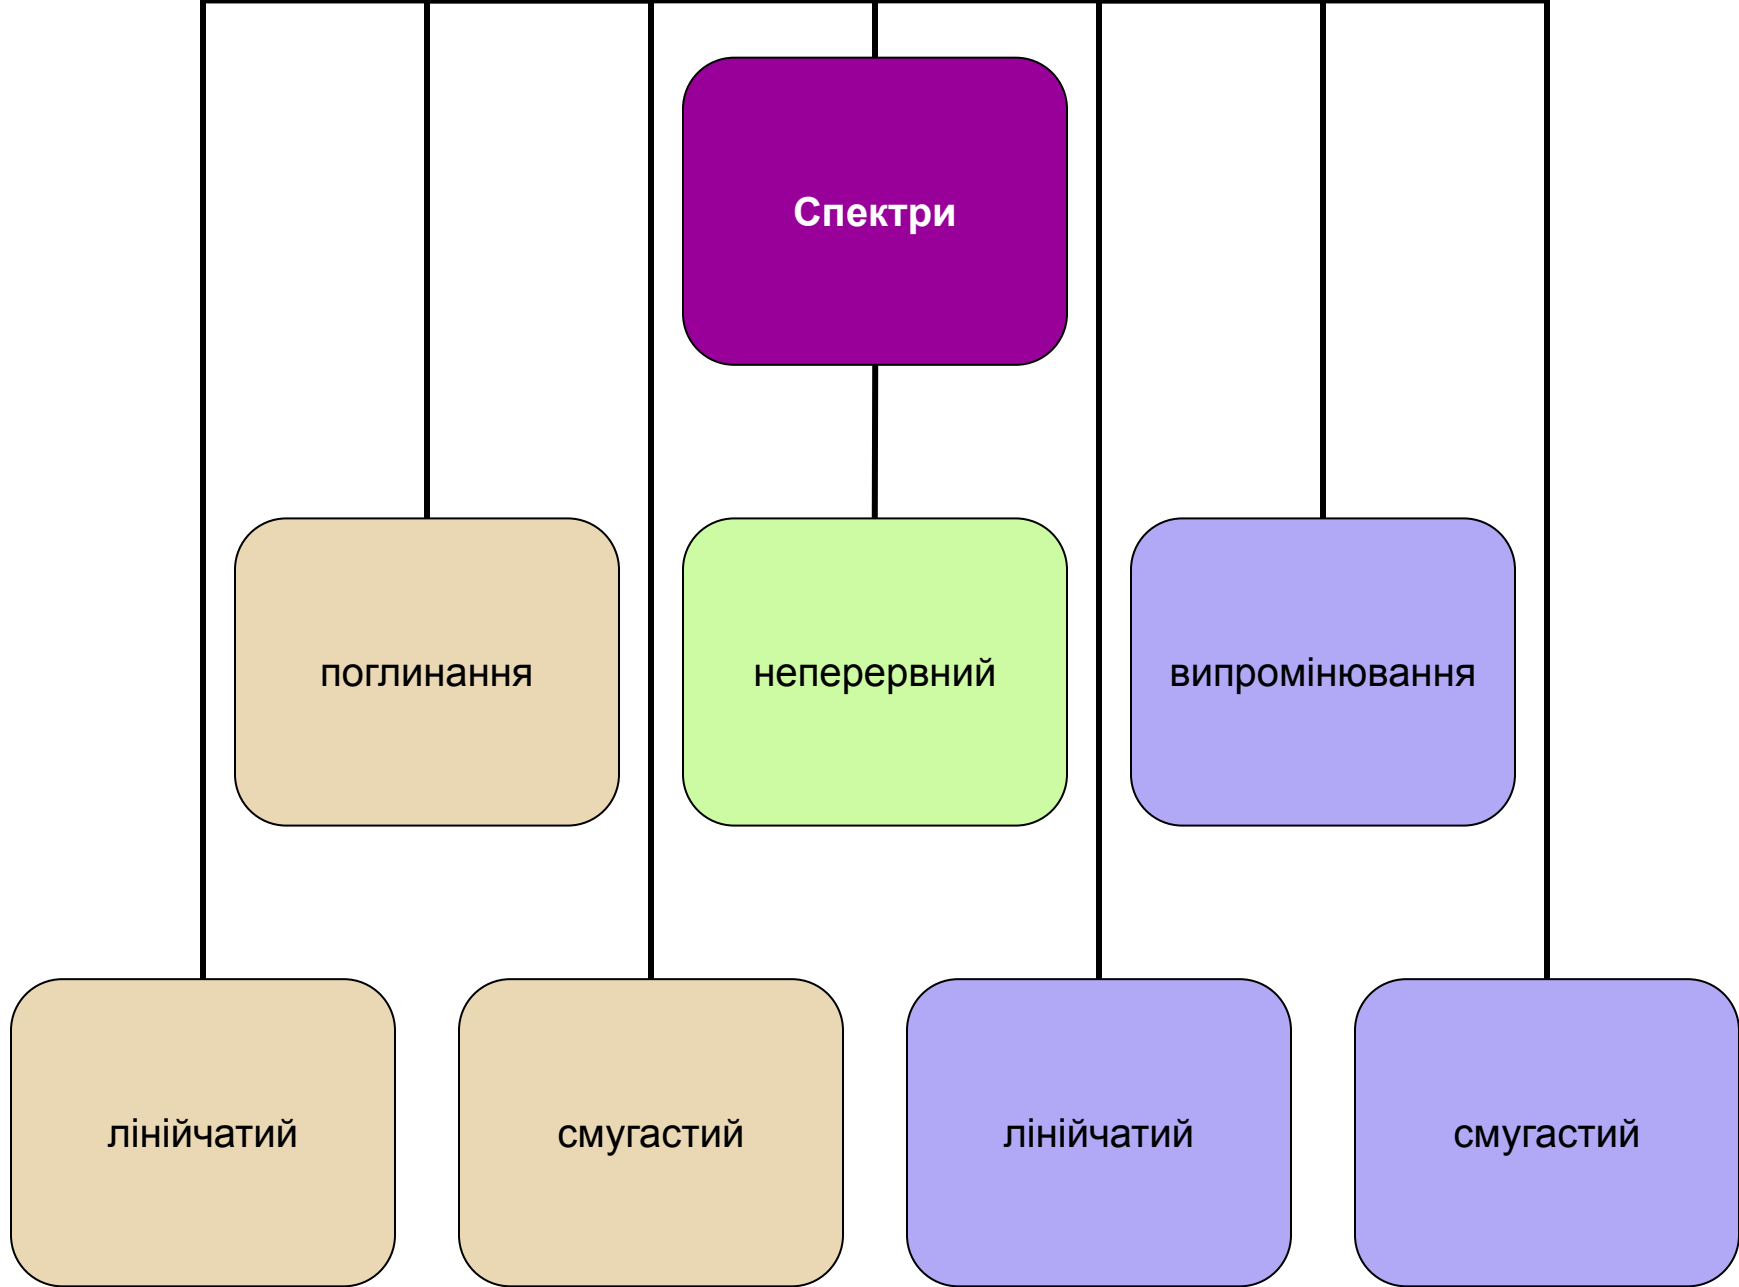 Спектри
поглинання
неперервний
випромінювання
лінійчатий
смугастий
лінійчатий
смугастий